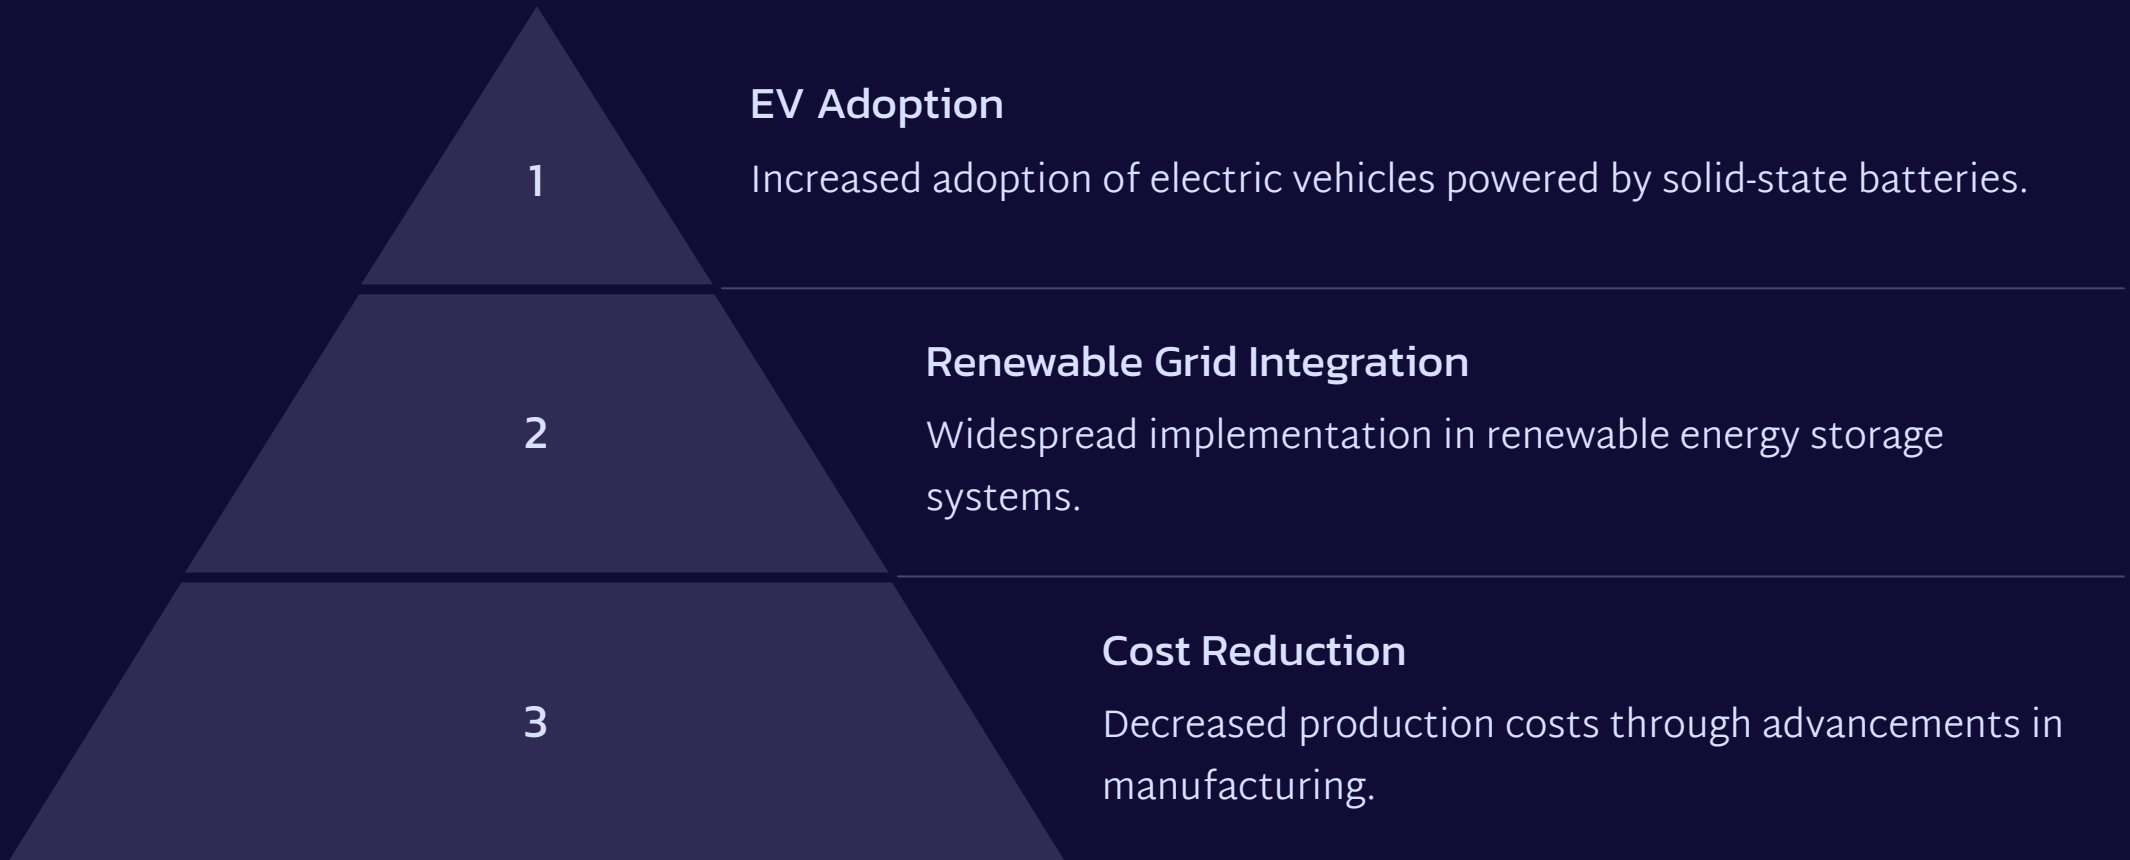 1
EV Adoption
Increased adoption of electric vehicles powered by solid-state batteries.
2
Renewable Grid Integration
Widespread implementation in renewable energy storage
systems.
3
Cost Reduction
Decreased production costs through advancements in
manufacturing.